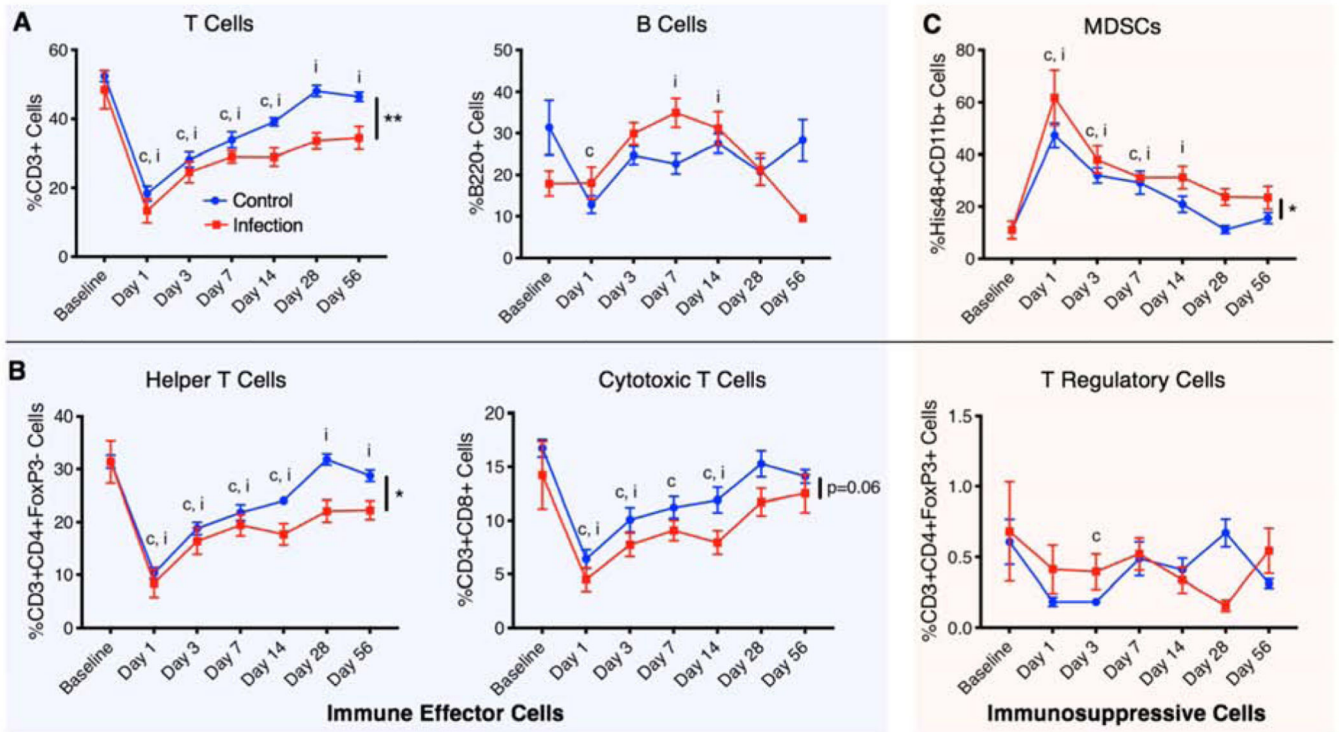 A
T Cells
%CD3+ Cells
60
40
20
0
c, i
c, i
c, i
c, i
i
i
**
Control
Infection
Baseline
Day 1
Day 3
Day 7
Day 14
Day 28
Day 56
B Cells
%B220+ Cells
50
40
30
20
10
0
c
i
i
Baseline
Day 1
Day 3
Day 7
Day 14
Day 28
Day 56
C
MDSCs
%His48+CD11b+ Cells
80
60
40
20
0
c, i
c, i
c, i
i
*
Baseline
Day 1
Day 3
Day 7
Day 14
Day 28
Day 56
B
Helper T Cells
%CD3+CD4+FoxP3- Cells
40
30
20
10
0
c, i
c, i
c, i
c, i
i
i
*
Baseline
Day 1
Day 3
Day 7
Day 14
Day 28
Day 56
Cytotoxic T Cells
%CD3+CD8+ Cells
20
15
10
5
0
c, i
c, i
c
c, i
p=0.06
Baseline
Day 1
Day 3
Day 7
Day 14
Day 28
Day 56
Immune Effector Cells
T Regulatory Cells
%CD3+CD4+FoxP3+ Cells
1.5
1.0
0.5
0.0
c
Baseline
Day 1
Day 3
Day 7
Day 14
Day 28
Day 56
Immunosuppressive Cells